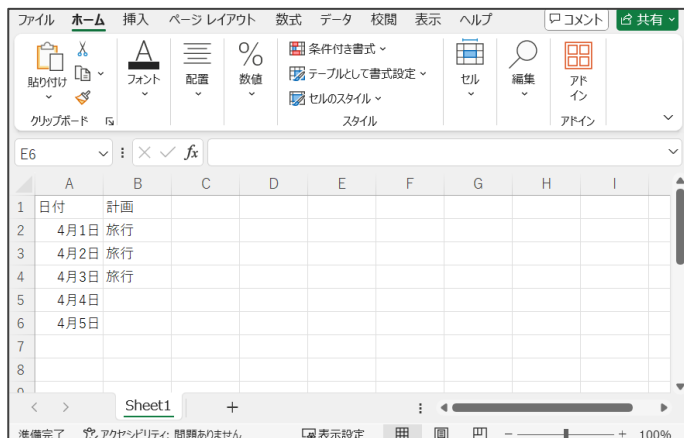 ファイル ホーム 挿入 ページ レイアウト 数式 データ 校閲 表示 ヘルプ コメント 共有
貼り付け フォント 配置 数値 条件付き書式 テーブルとして書式設定 セルのスタイル セル 編集 アド
イン
クリップボード スタイル アドイン
E6 fx
A B C D E F G H I
1 日付 計画
2 4月1日 旅行
3 4月2日 旅行
4 4月3日 旅行
5 4月4日
6 4月5日
7
8
9
Sheet1 +
準備完了 アクセシビリティ: 問題ありません 表示設定 - + 100%